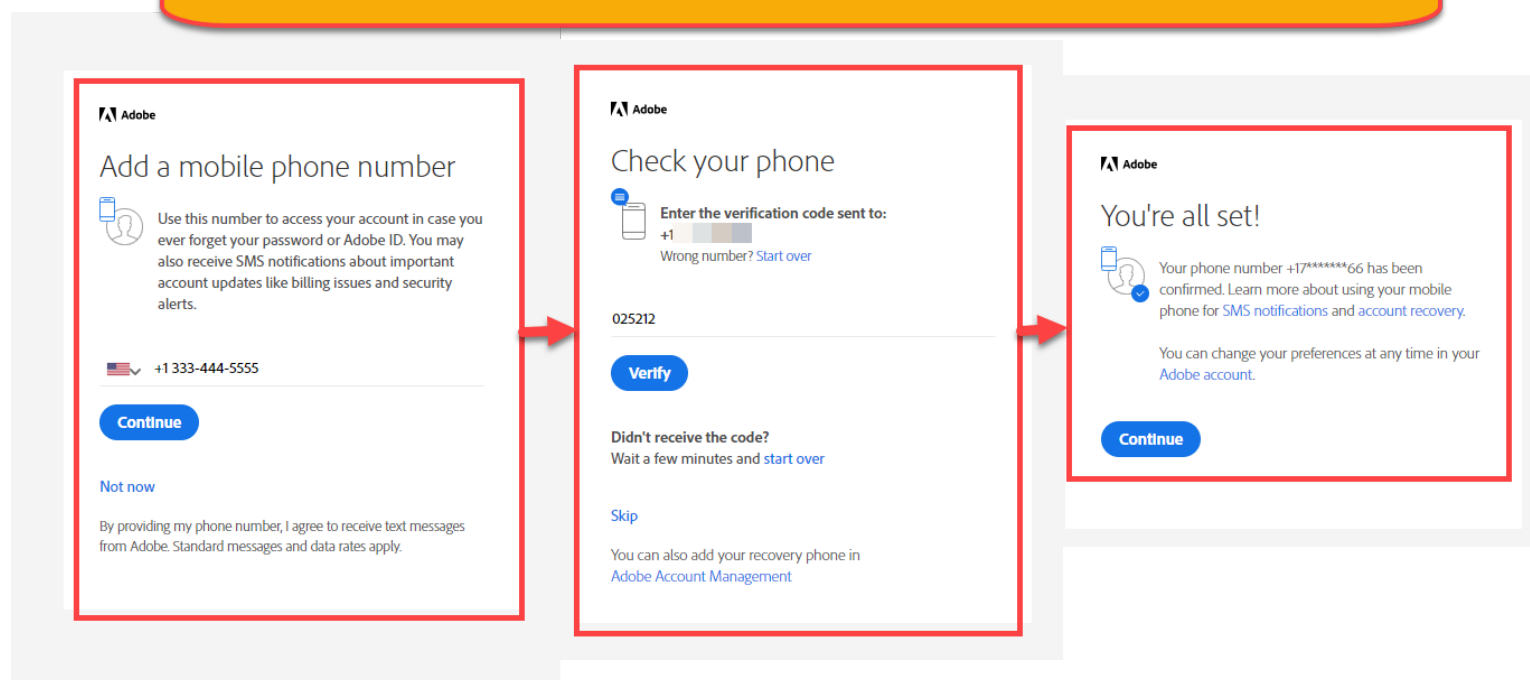 Adobe
Add a mobile phone number
Use this number to access your account in case you
ever forget your password or Adobe ID. You may
also receive SMS notifications about important
account updates like billing issues and security
alerts.
+1 333-444-5555
Continue
Not now
By providing my phone number, I agree to receive text messages
from Adobe. Standard messages and data rates apply.
Adobe
Check your phone
Enter the verification code sent to:
+1
Wrong number? Start over
025212
Verify
Didn't receive the code?
Wait a few minutes and start over
Skip
You can also add your recovery phone in
Adobe Account Management
Adobe
You're all set!
Your phone number +17*******66 has been
confirmed. Learn more about using your mobile
phone for SMS notifications and account recovery.
You can change your preferences at any time in your
Adobe account.
Continue